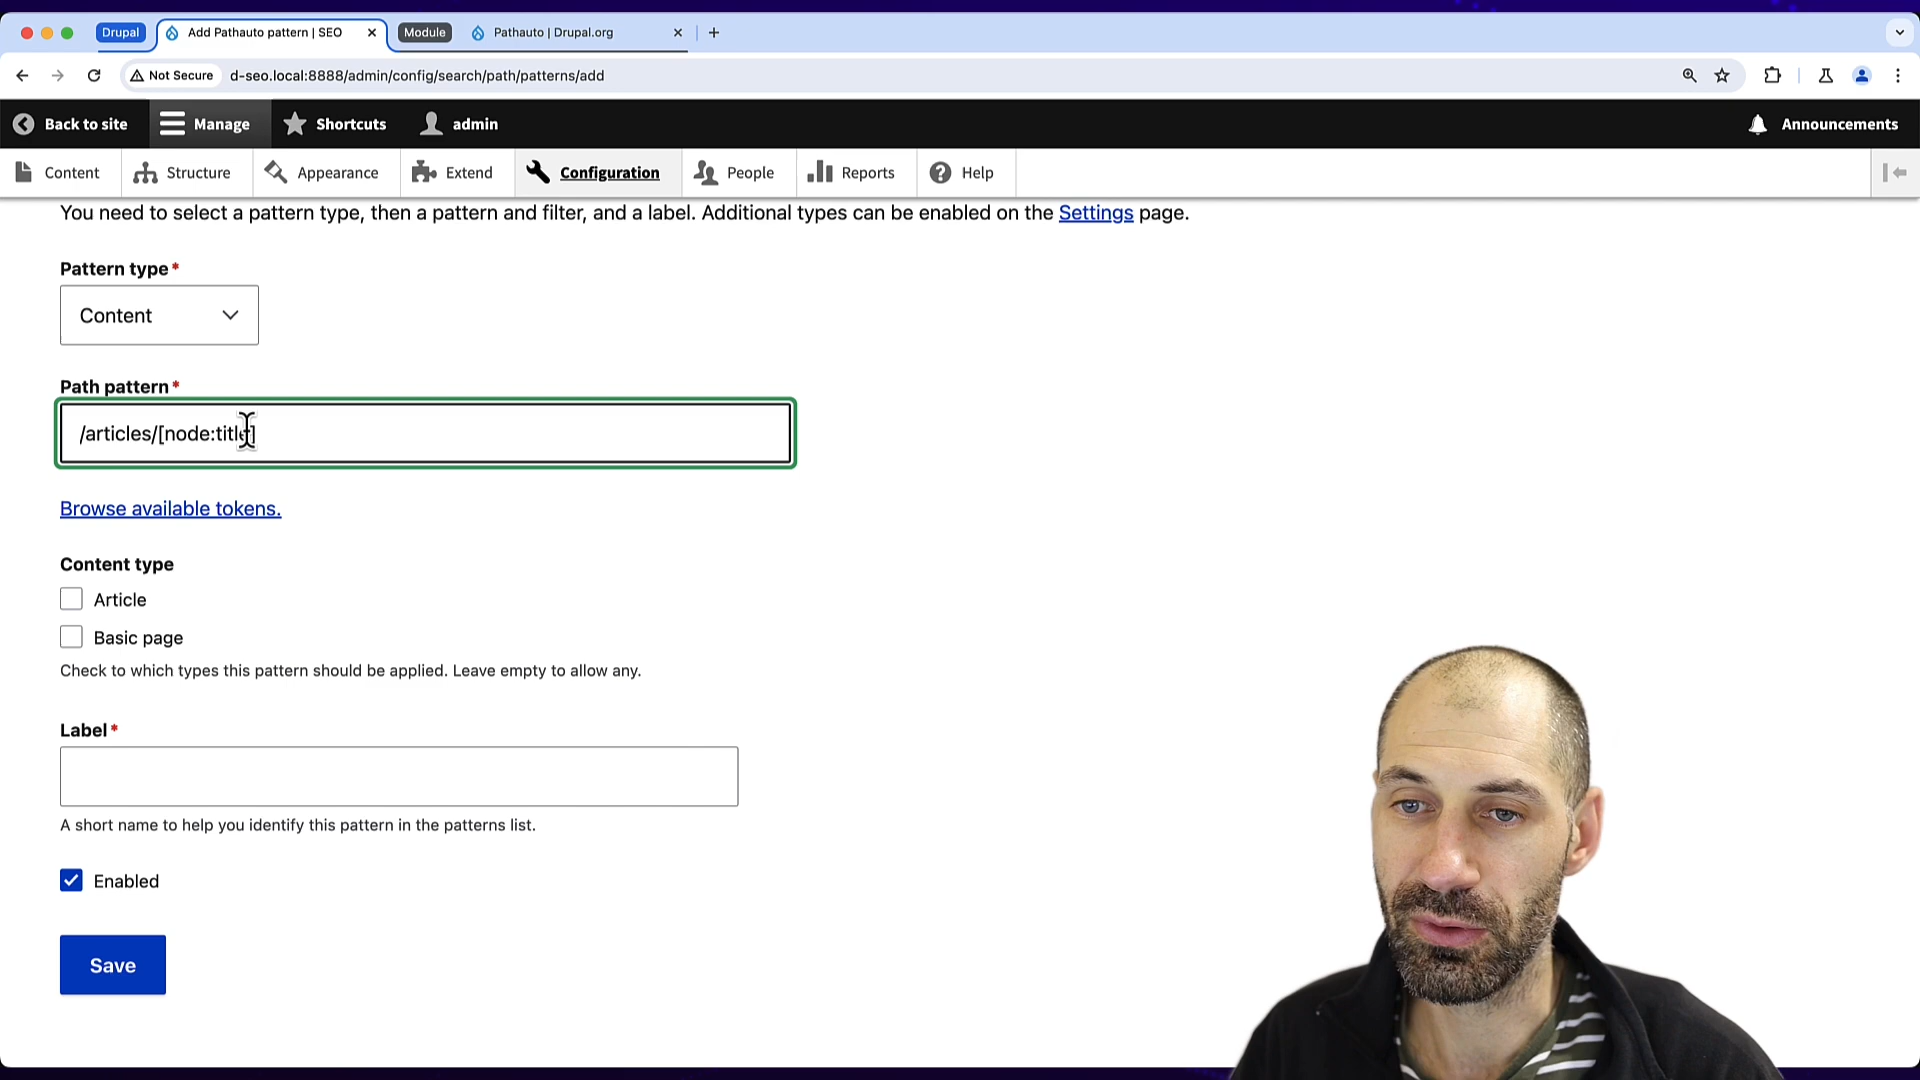 Drupal
Add Pathauto pattern | SEO
Module
Pathauto | Drupal.org
Not Secure
d-seo.local:8888/admin/config/search/path/patterns/add
Back to site
Manage
Shortcuts
admin
Announcements
Content
Structure
Appearance
Extend
Configuration
People
Reports
Help
You need to select a pattern type, then a pattern and filter, and a label. Additional types can be enabled on the Settings page.
Pattern type*
Content
Path pattern*
/articles/[node:title]
Browse available tokens.
Content type
Article
Basic page
Check to which types this pattern should be applied. Leave empty to allow any.
Label*
A short name to help you identify this pattern in the patterns list.
Enabled
Save